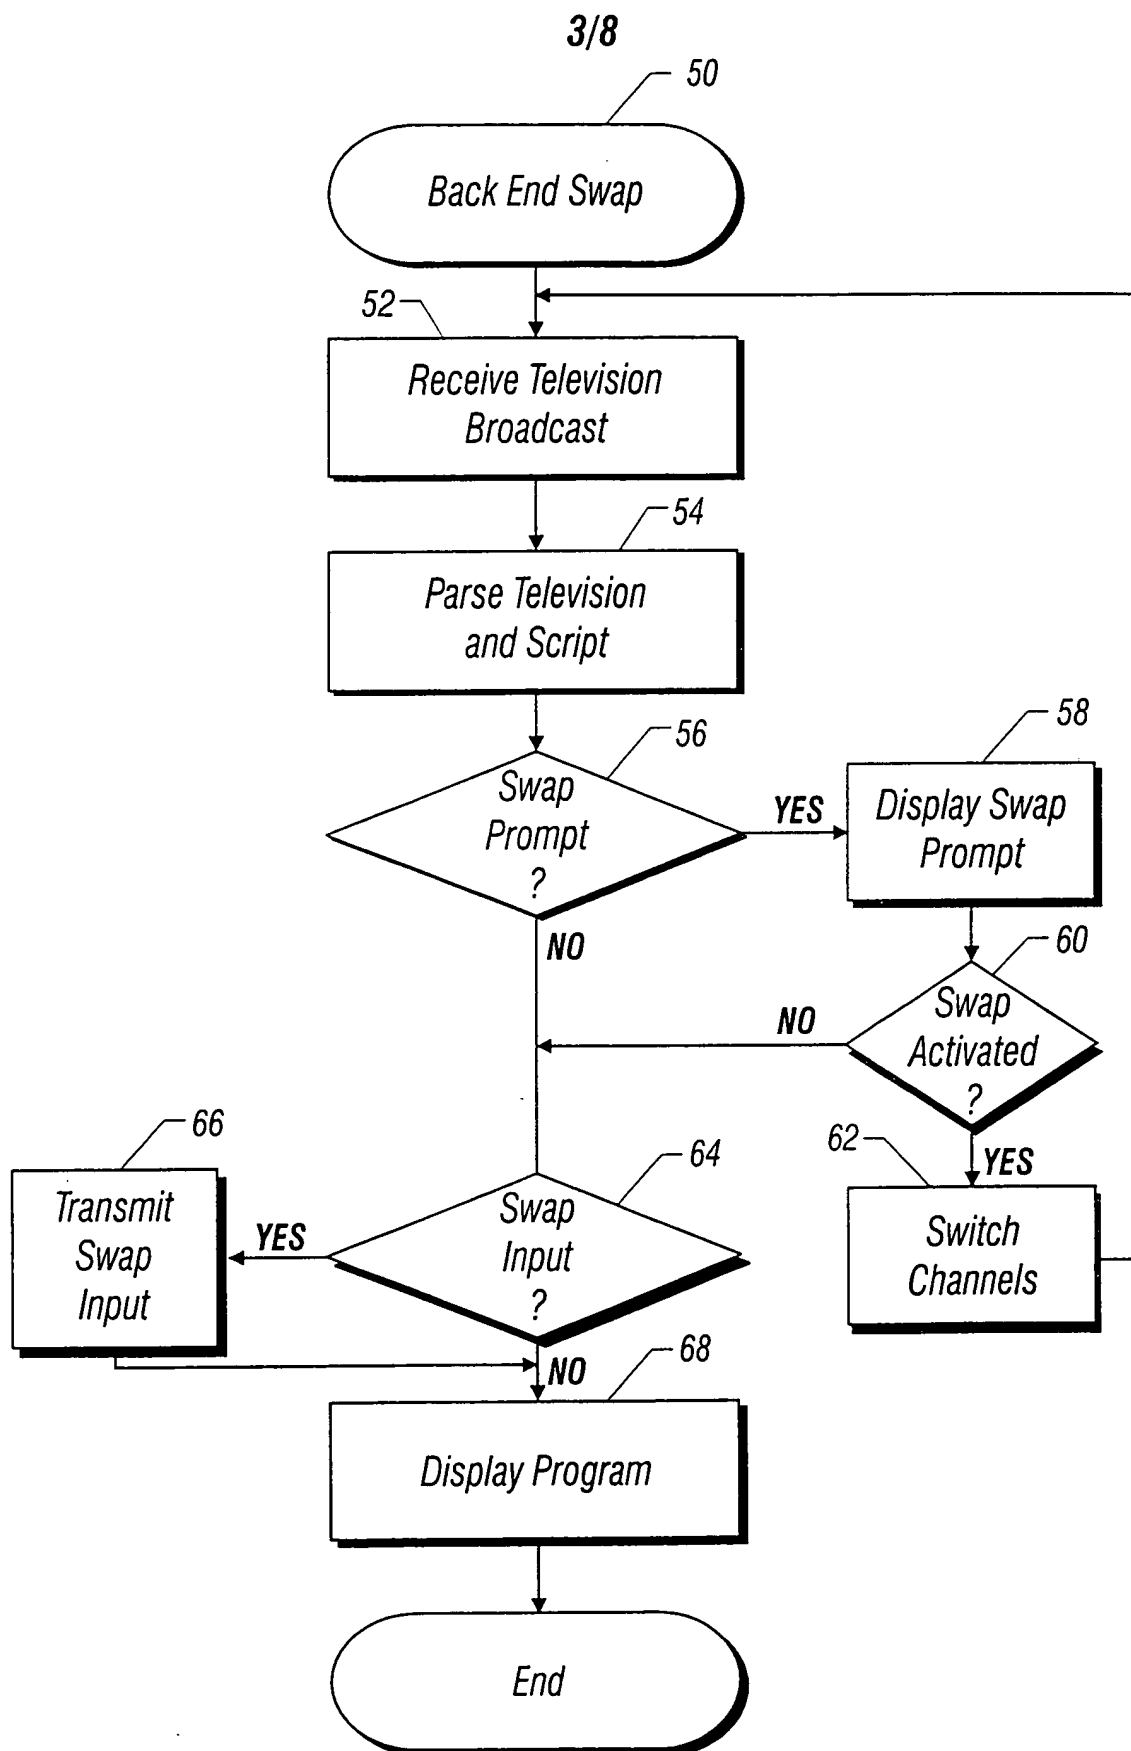 3/8
50
Back End Swap
52
Receive Television
Broadcast
54
Parse Television
and Script
56
Swap
Prompt
?
YES
58
Display Swap
Prompt
NO
60
Swap
Activated
?
NO
YES
62
Switch
Channels
64
Swap
Input
?
YES
66
Transmit
Swap
Input
NO
68
Display Program
End